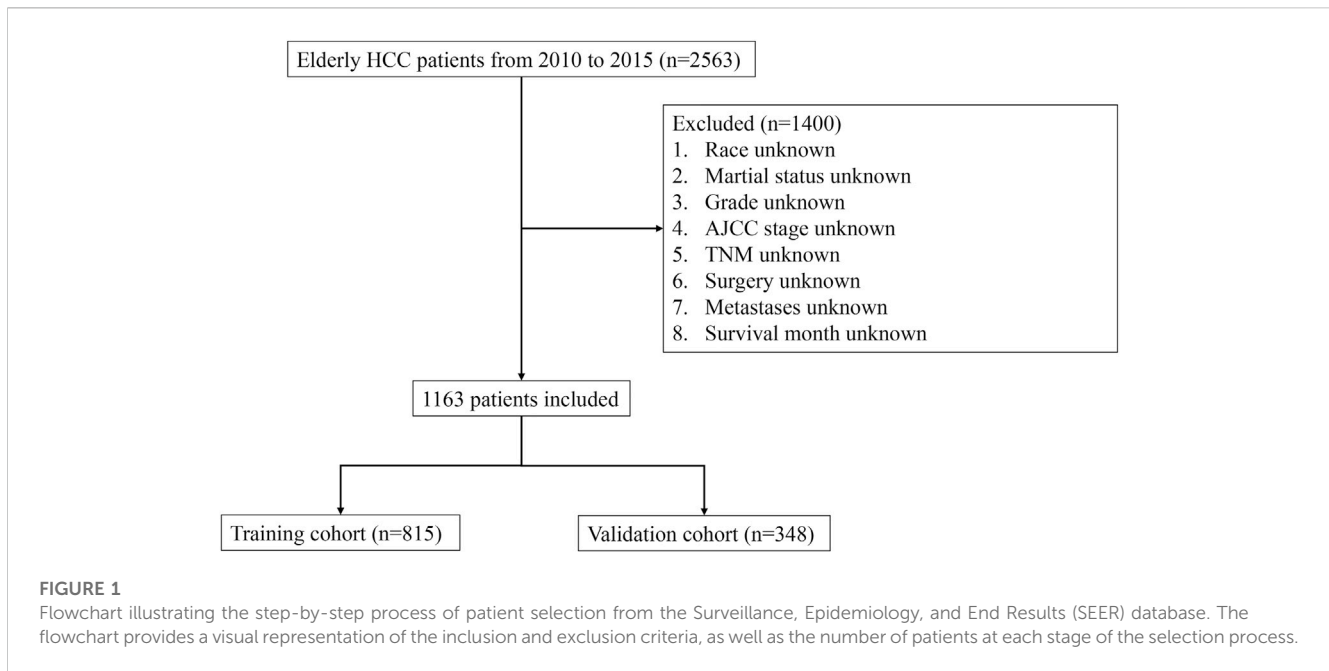 Elderly HCC patients from 2010 to 2015 (n=2563)
Excluded (n=1400)
1. Race unknown
2. Martial status unknown
3. Grade unknown
4. AJCC stage unknown
5. TNM unknown
6. Surgery unknown
7. Metastases unknown
8. Survival month unknown
1163 patients included
Training cohort (n=815)
Validation cohort (n=348)
FIGURE 1
Flowchart illustrating the step-by-step process of patient selection from the Surveillance, Epidemiology, and End Results (SEER) database. The
flowchart provides a visual representation of the inclusion and exclusion criteria, as well as the number of patients at each stage of the selection process.